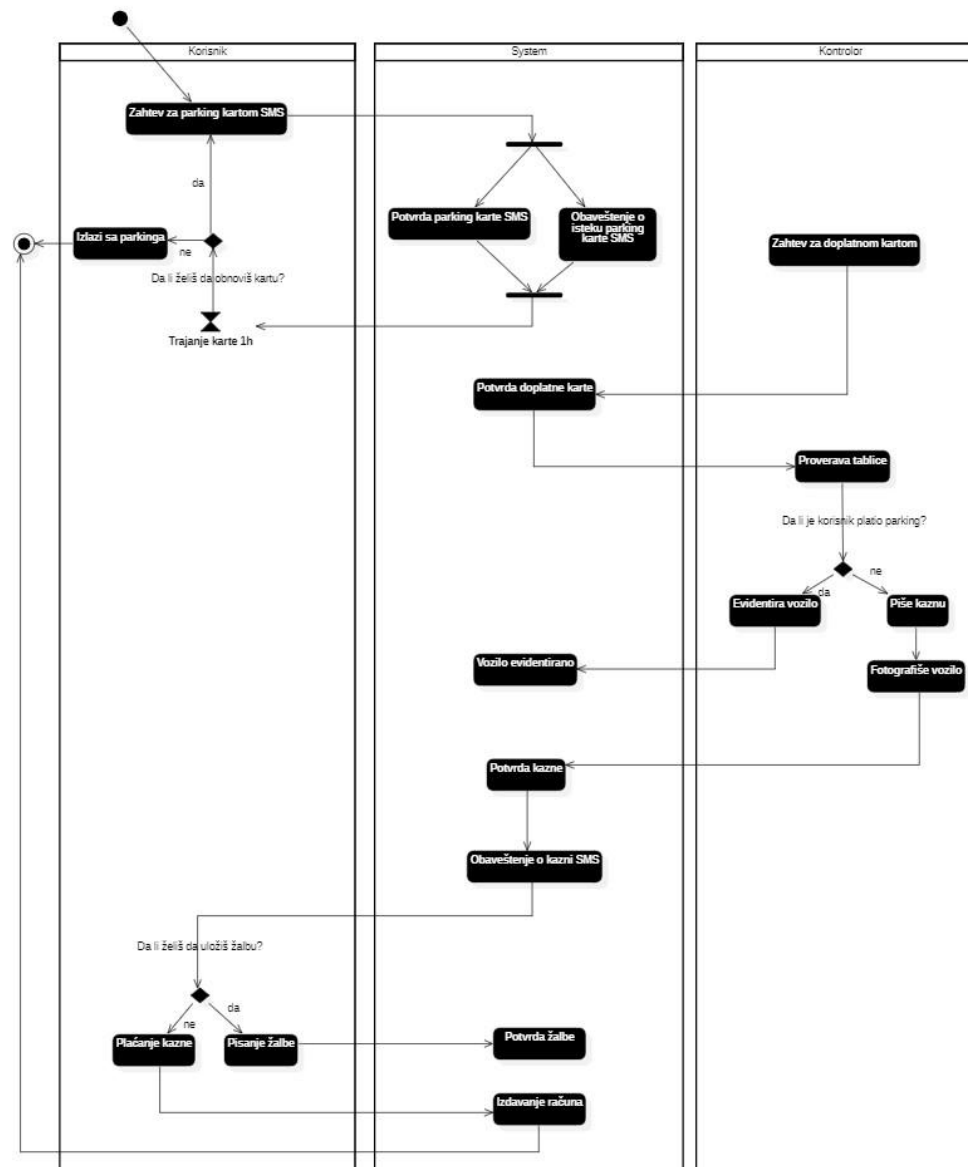 Korisnik
System
Kontrolor
Zahtev za parking kartom SMS
da
Potvrda parking karte SMS
Obaveštenje o
isteku parking
karte SMS
Izlazi sa parkinga
ne
Zahtev za doplatnom kartom
Da li želiš da obnoviš kartu?
Trajanje karte 1h
Potvrda doplatne karte
Proverava tablice
Da li je korisnik platio parking?
ne
da
Evidentira vozilo
Piše kaznu
Vozilo evidentirano
Fotografiše vozilo
Potvrda kazne
Obaveštenje o kazni SMS
Da li želiš da uložiš žalbu?
da
ne
Plaćanje kazne
Pisanje žalbe
Potvrda žalbe
Izdavanje računa